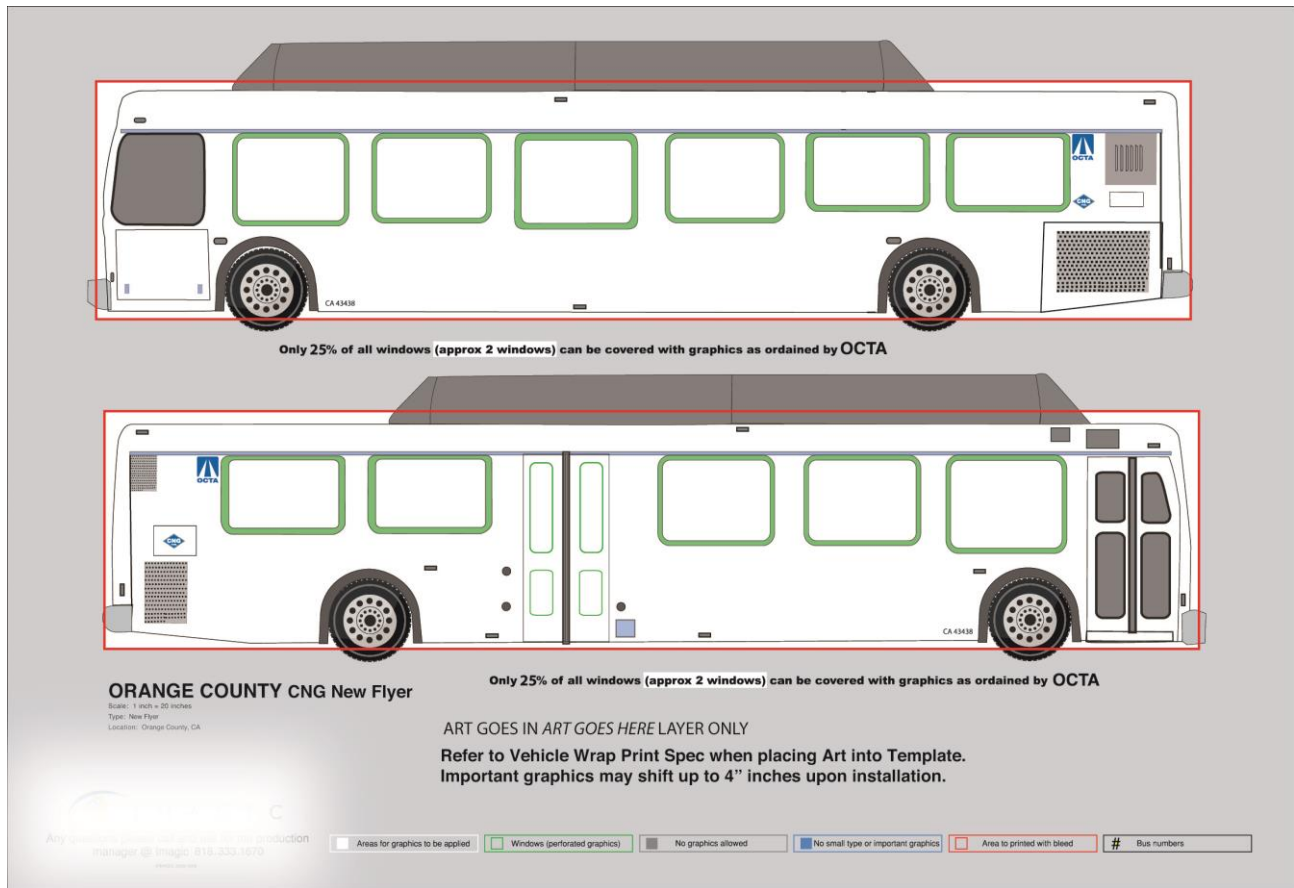 OCTA
CNG
CA 43438
Only 25% of all windows (approx 2 windows) can be covered with graphics as ordained by OCTA
OCTA
CNG
CA 43438
Only 25% of all windows (approx 2 windows) can be covered with graphics as ordained by OCTA
ORANGE COUNTY CNG New Flyer
Scale: 1 inch = 20 inches
Type: New Flyer
Location: Orange County, CA
ART GOES IN ART GOES HERE LAYER ONLY
Refer to Vehicle Wrap Print Spec when placing Art into Template.
Important graphics may shift up to 4” inches upon installation.
C
Any production
manager @ Imagic 818.333.1670
Areas for graphics to be applied
Windows (perforated graphics)
No graphics allowed
No small type or important graphics
Area to printed with bleed
# Bus numbers